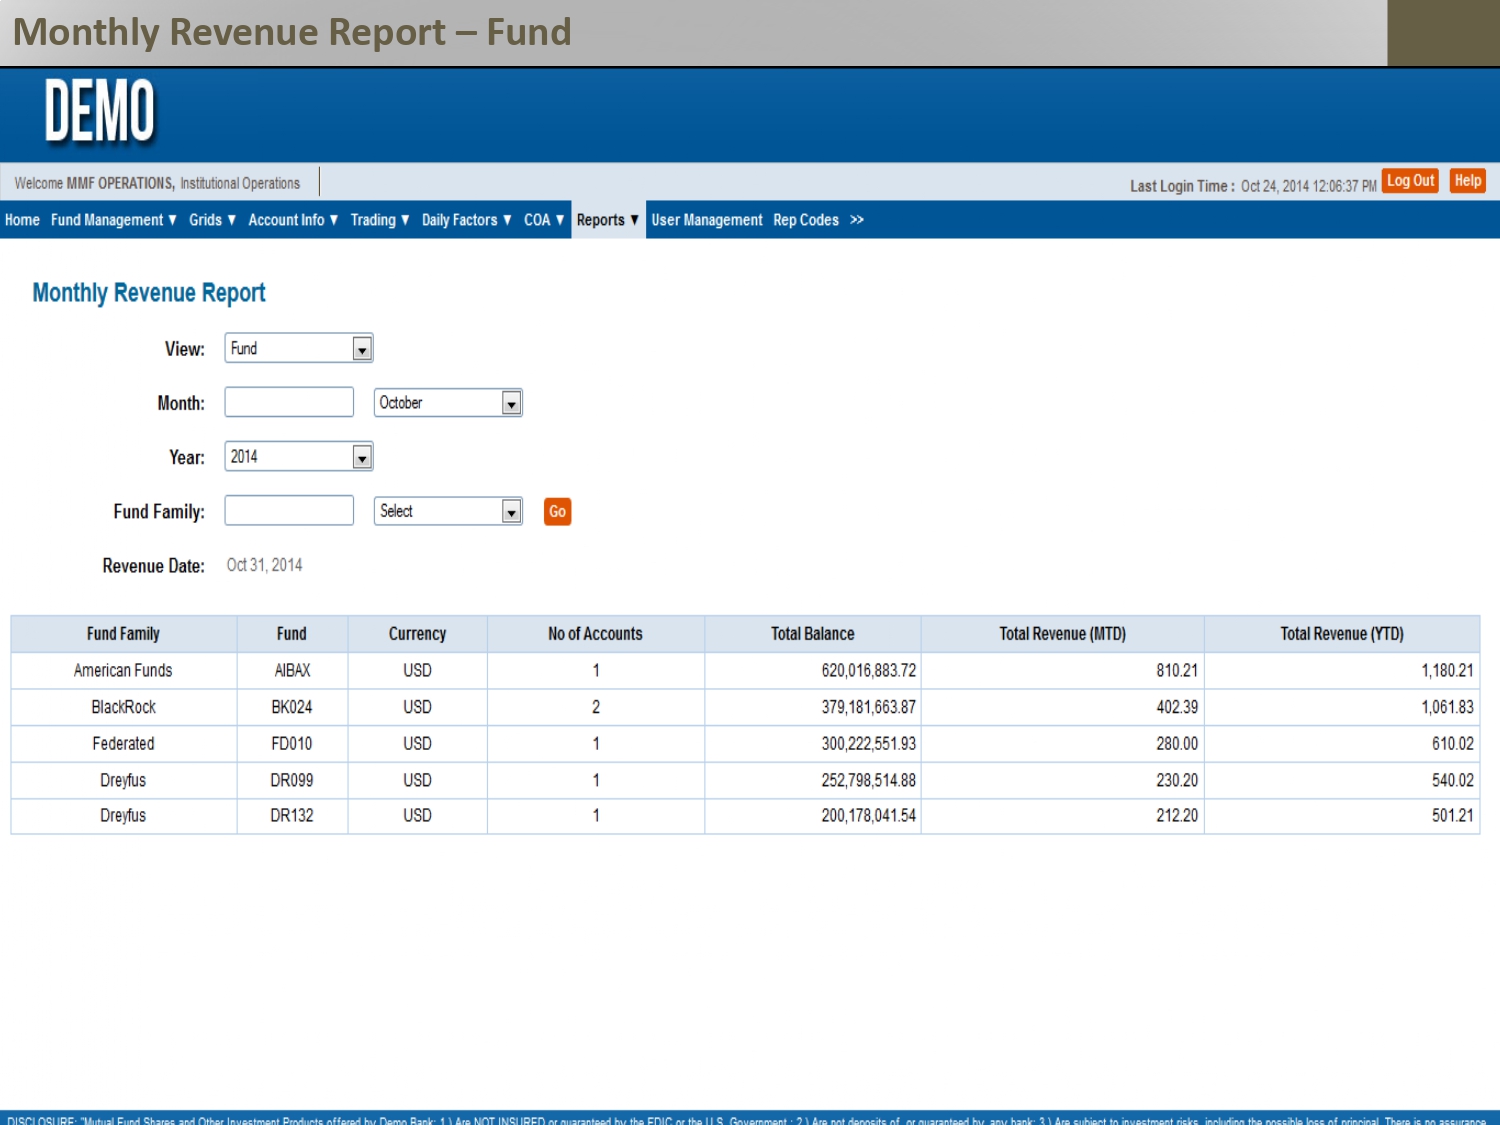 Monthly Revenue Report – Fund
DEMO
Welcome MMF OPERATIONS, Institutional Operations
Last Login Time : Oct 24, 2014 12:06:37 PM Log Out Help
Home Fund Management ▼ Grids ▼ Account Info ▼ Trading ▼ Daily Factors ▼ COA ▼ Reports ▼ User Management Rep Codes >>
Monthly Revenue Report
View: Fund
Month: October
Year: 2014
Fund Family: Select Go
Revenue Date: Oct 31, 2014
Fund Family Fund Currency No of Accounts Total Balance Total Revenue (MTD) Total Revenue (YTD)
American Funds AIBAX USD 1 620,016,883.72 810.21 1,180.21
BlackRock BK024 USD 2 379,181,663.87 402.39 1,061.83
Federated FD010 USD 1 300,222,551.93 280.00 610.02
Dreyfus DR099 USD 1 252,798,514.88 230.20 540.02
Dreyfus DR132 USD 1 200,178,041.54 212.20 501.21
DISCLOSURE: "Mutual Fund Shares and Other Investment Products offered by Demo Bank: 1.) Are NOT INSURED or guaranteed by the FDIC or the U.S. Government ; 2.) Are not deposits of, or guaranteed by, any bank; 3.) Are subject to investment risks, including the possible loss of principal. There is no assurance